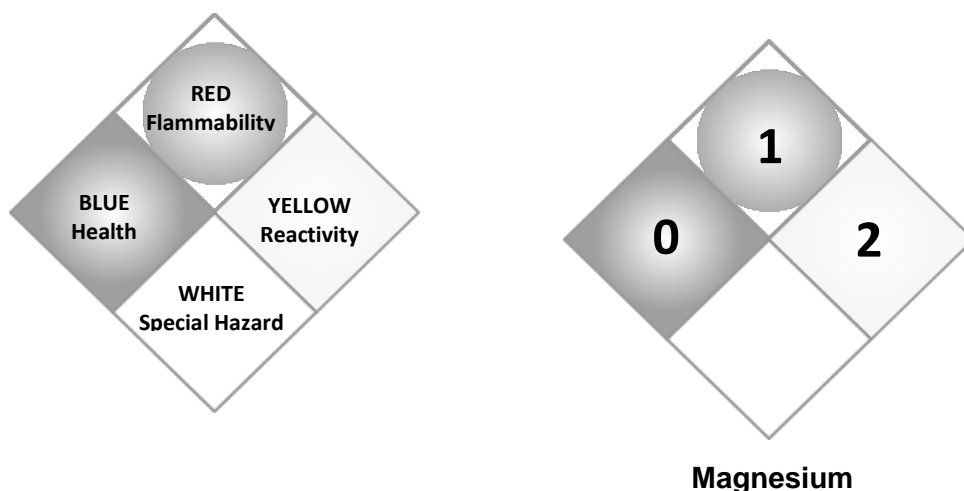 RED
Flammability
BLUE
Health
YELLOW
Reactivity
WHITE
Special Hazard
1
0
2
Magnesium